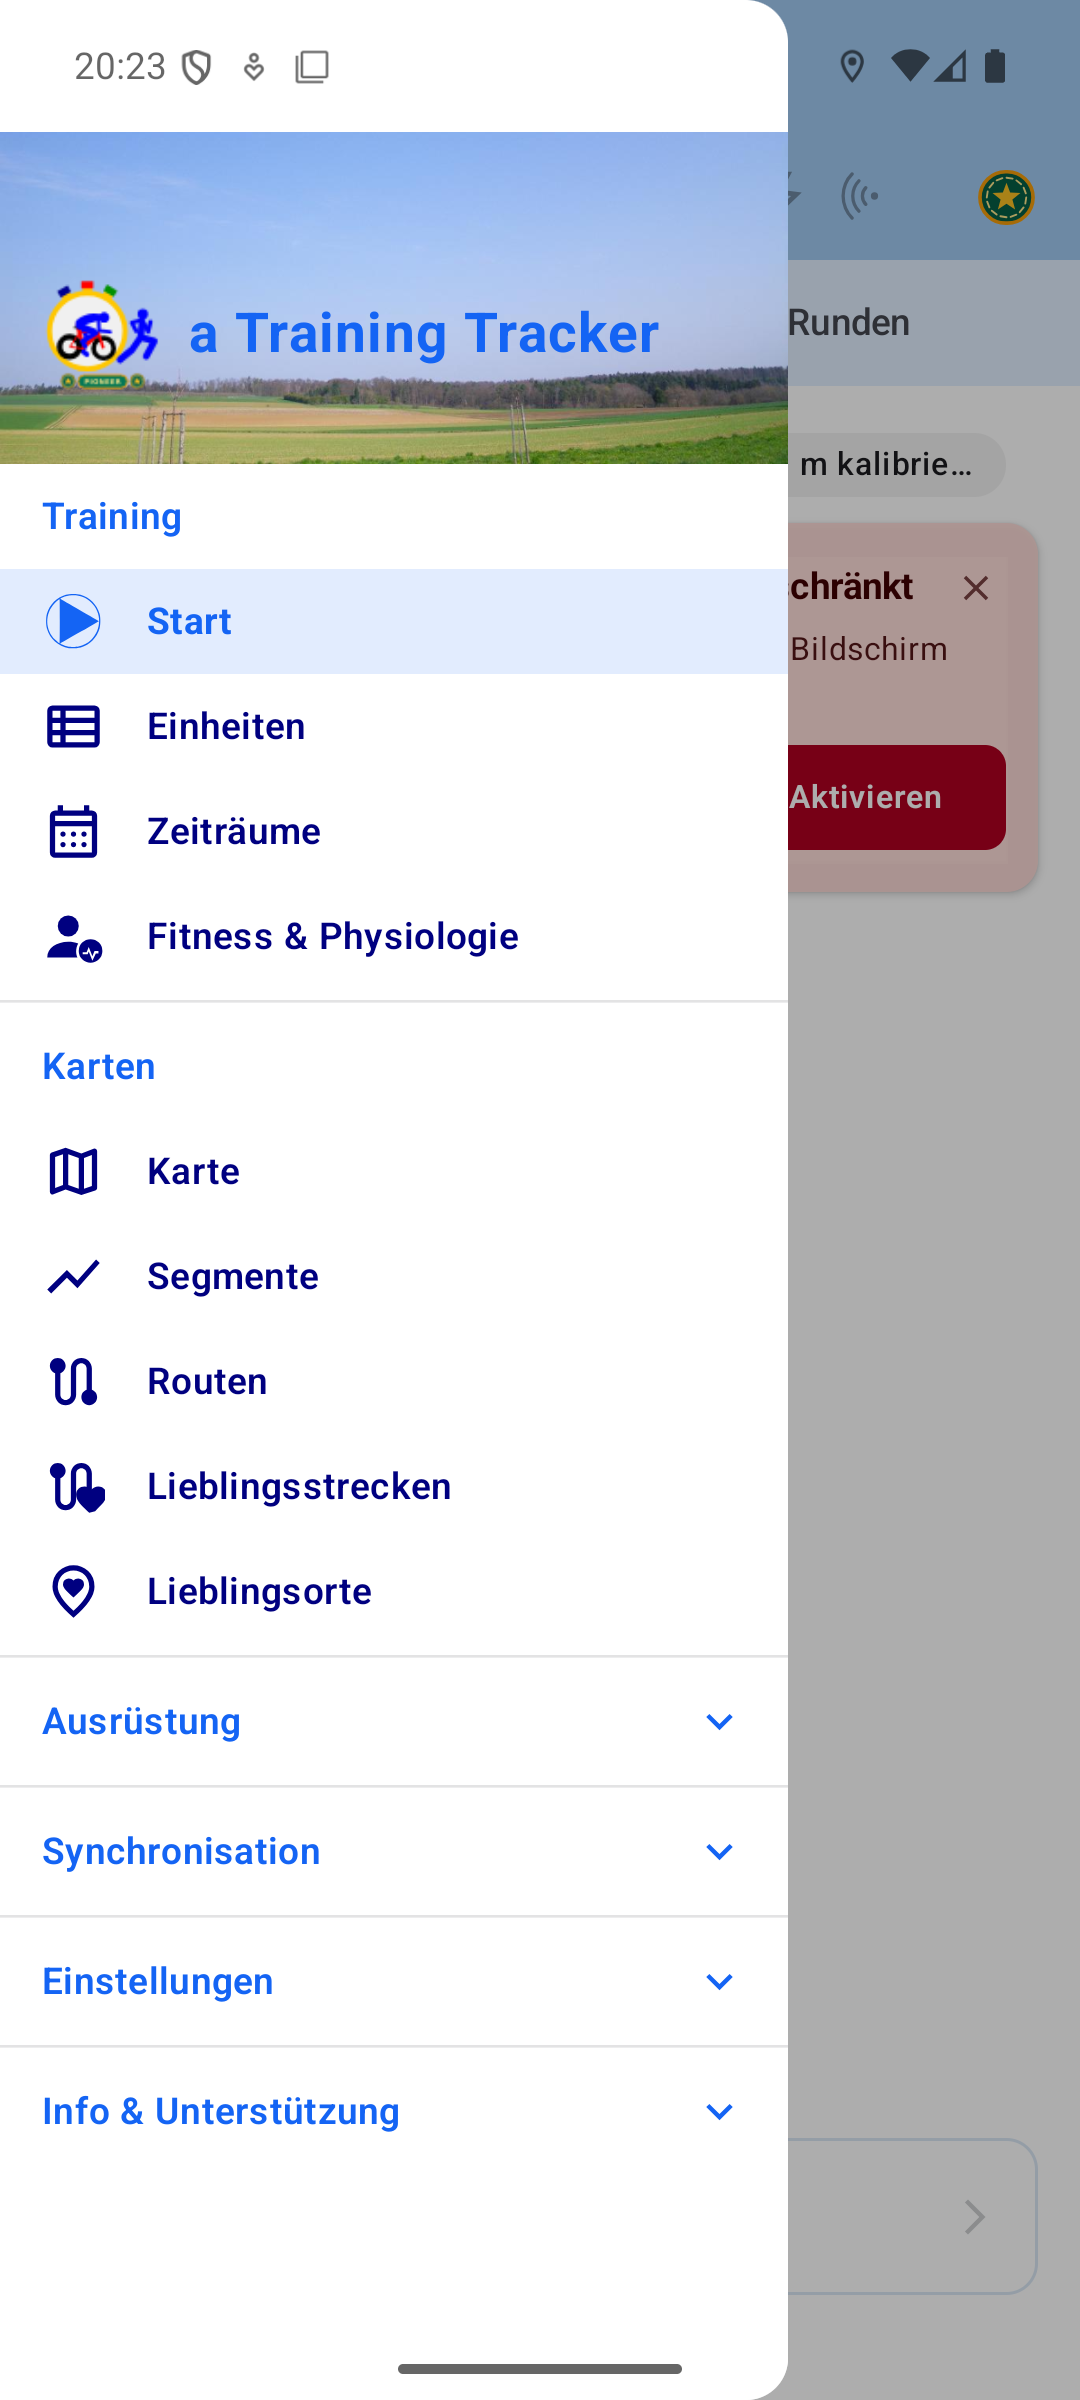 20:23
a Training Tracker
PIONEER
Runden
Training
m kalibrie...
Start
chränkt
Bildschirm
Einheiten
Aktivieren
Zeiträume
Fitness & Physiologie
Karten
Karte
Segmente
Routen
Lieblingsstrecken
Lieblingsorte
Ausrüstung
Synchronisation
Einstellungen
Info & Unterstützung